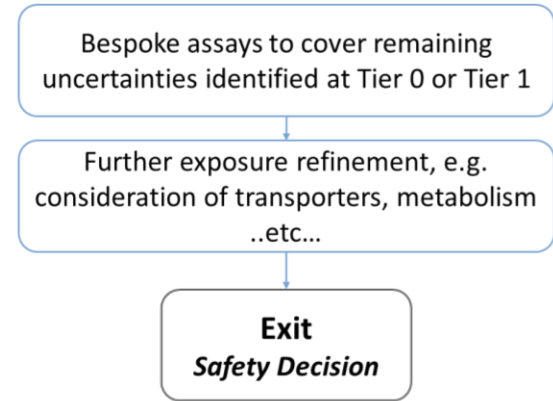 Bespoke assays to cover remaining
uncertainties identified at Tier 0 or Tier 1
Further exposure refinement, e.g.
consideration of transporters, metabolism
..etc...
Exit
Safety Decision